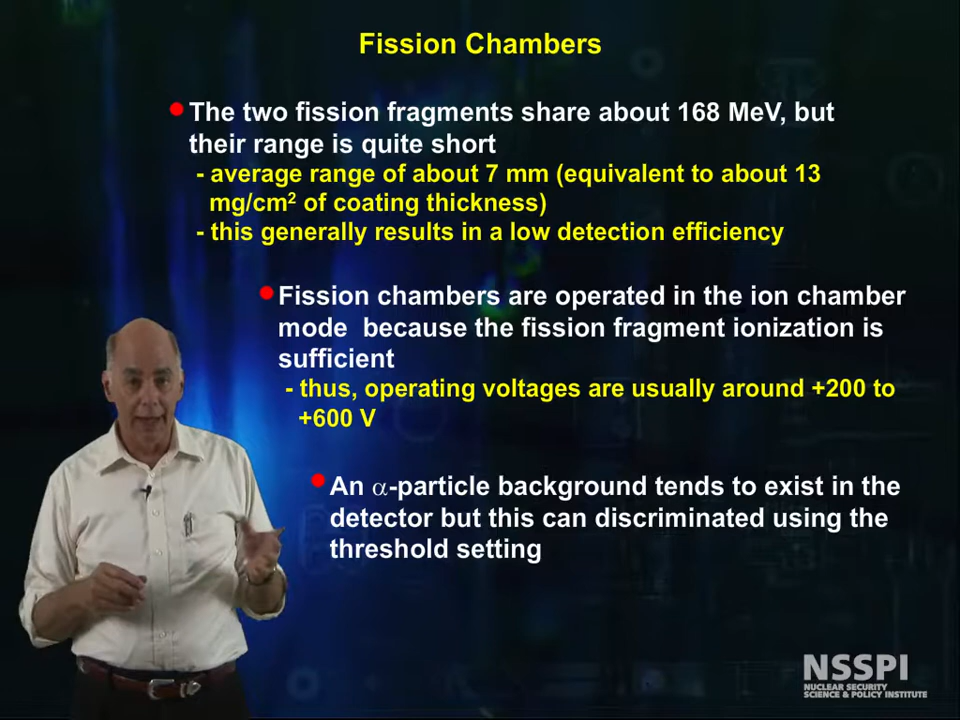 Fission Chambers
The two fission fragments share about 168 MeV, but
their range is quite short
- average range of about 7 mm (equivalent to about 13
mg/cm² of coating thickness)
- this generally results in a low detection efficiency
Fission chambers are operated in the ion chamber
mode because the fission fragment ionization is
sufficient
- thus, operating voltages are usually around +200 to
+600 V
An α-particle background tends to exist in the
detector but this can discriminated using the
threshold setting
NSSPI
NUCLEAR SECURITY
SCIENCE & POLICY INSTITUTE